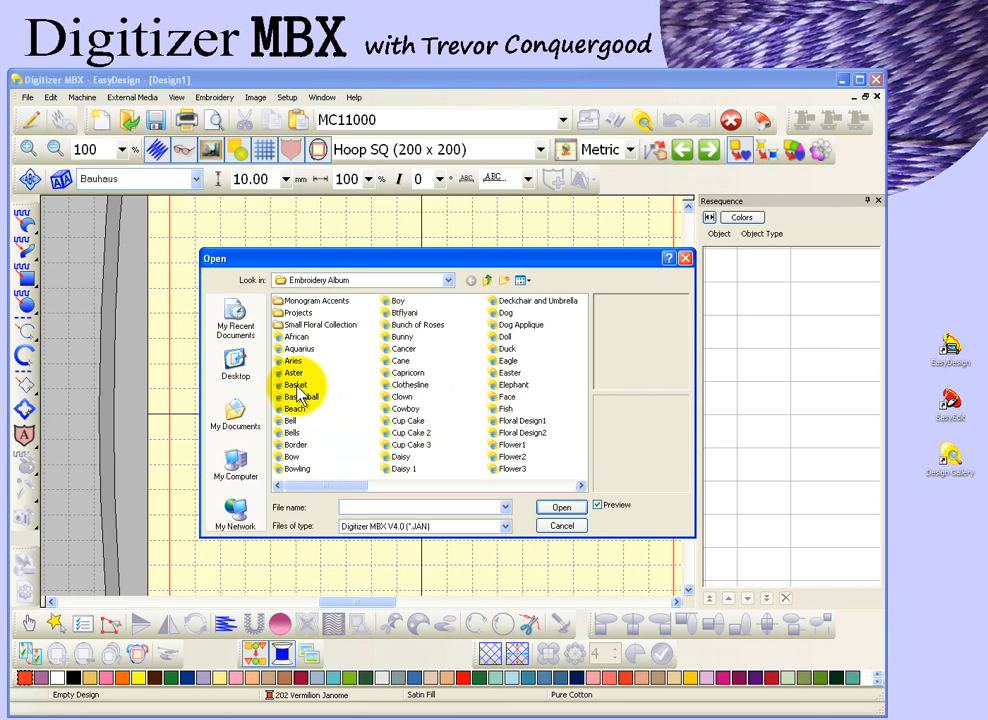 Digitizer MBX with Trevor Conquergood
Digitizer MBX - EasyDesign - [Design1]
File Edit Machine External Media View Embroidery Image Setup Window Help
MC11000
100 % Hoop SQ (200 x 200) Metric
Bauhaus 10.00 mm 100 % I 0 ° ABC ABC
Resequence
Colors
Object Object Type
Open
Look in: Embroidery Album
My Recent Documents
Desktop
My Documents
My Computer
My Network
Monogram Accents Boy Deckchair and Umbrella
Projects Btflyani Dog
Small Floral Collection Bunch of Roses Dog Applique
African Bunny Doll
Aquarius Cancer Duck
Aries Cane Eagle
Aster Capricorn Easter
Basket Clothesline Elephant
Basketball Clown Face
Beach Cowboy Fish
Bell Cup Cake Floral Design1
Bells Cup Cake 2 Floral Design2
Border Cup Cake 3 Flower1
Bow Daisy Flower2
Bowling Daisy 1 Flower3
File name: Open Preview
Files of type: Digitizer MBX V4.0 (*.JAN) Cancel
EasyDesign
EasyEdit
Design Gallery
4
Empty Design 202 Vermilion Janome Satin Fill Pure Cotton